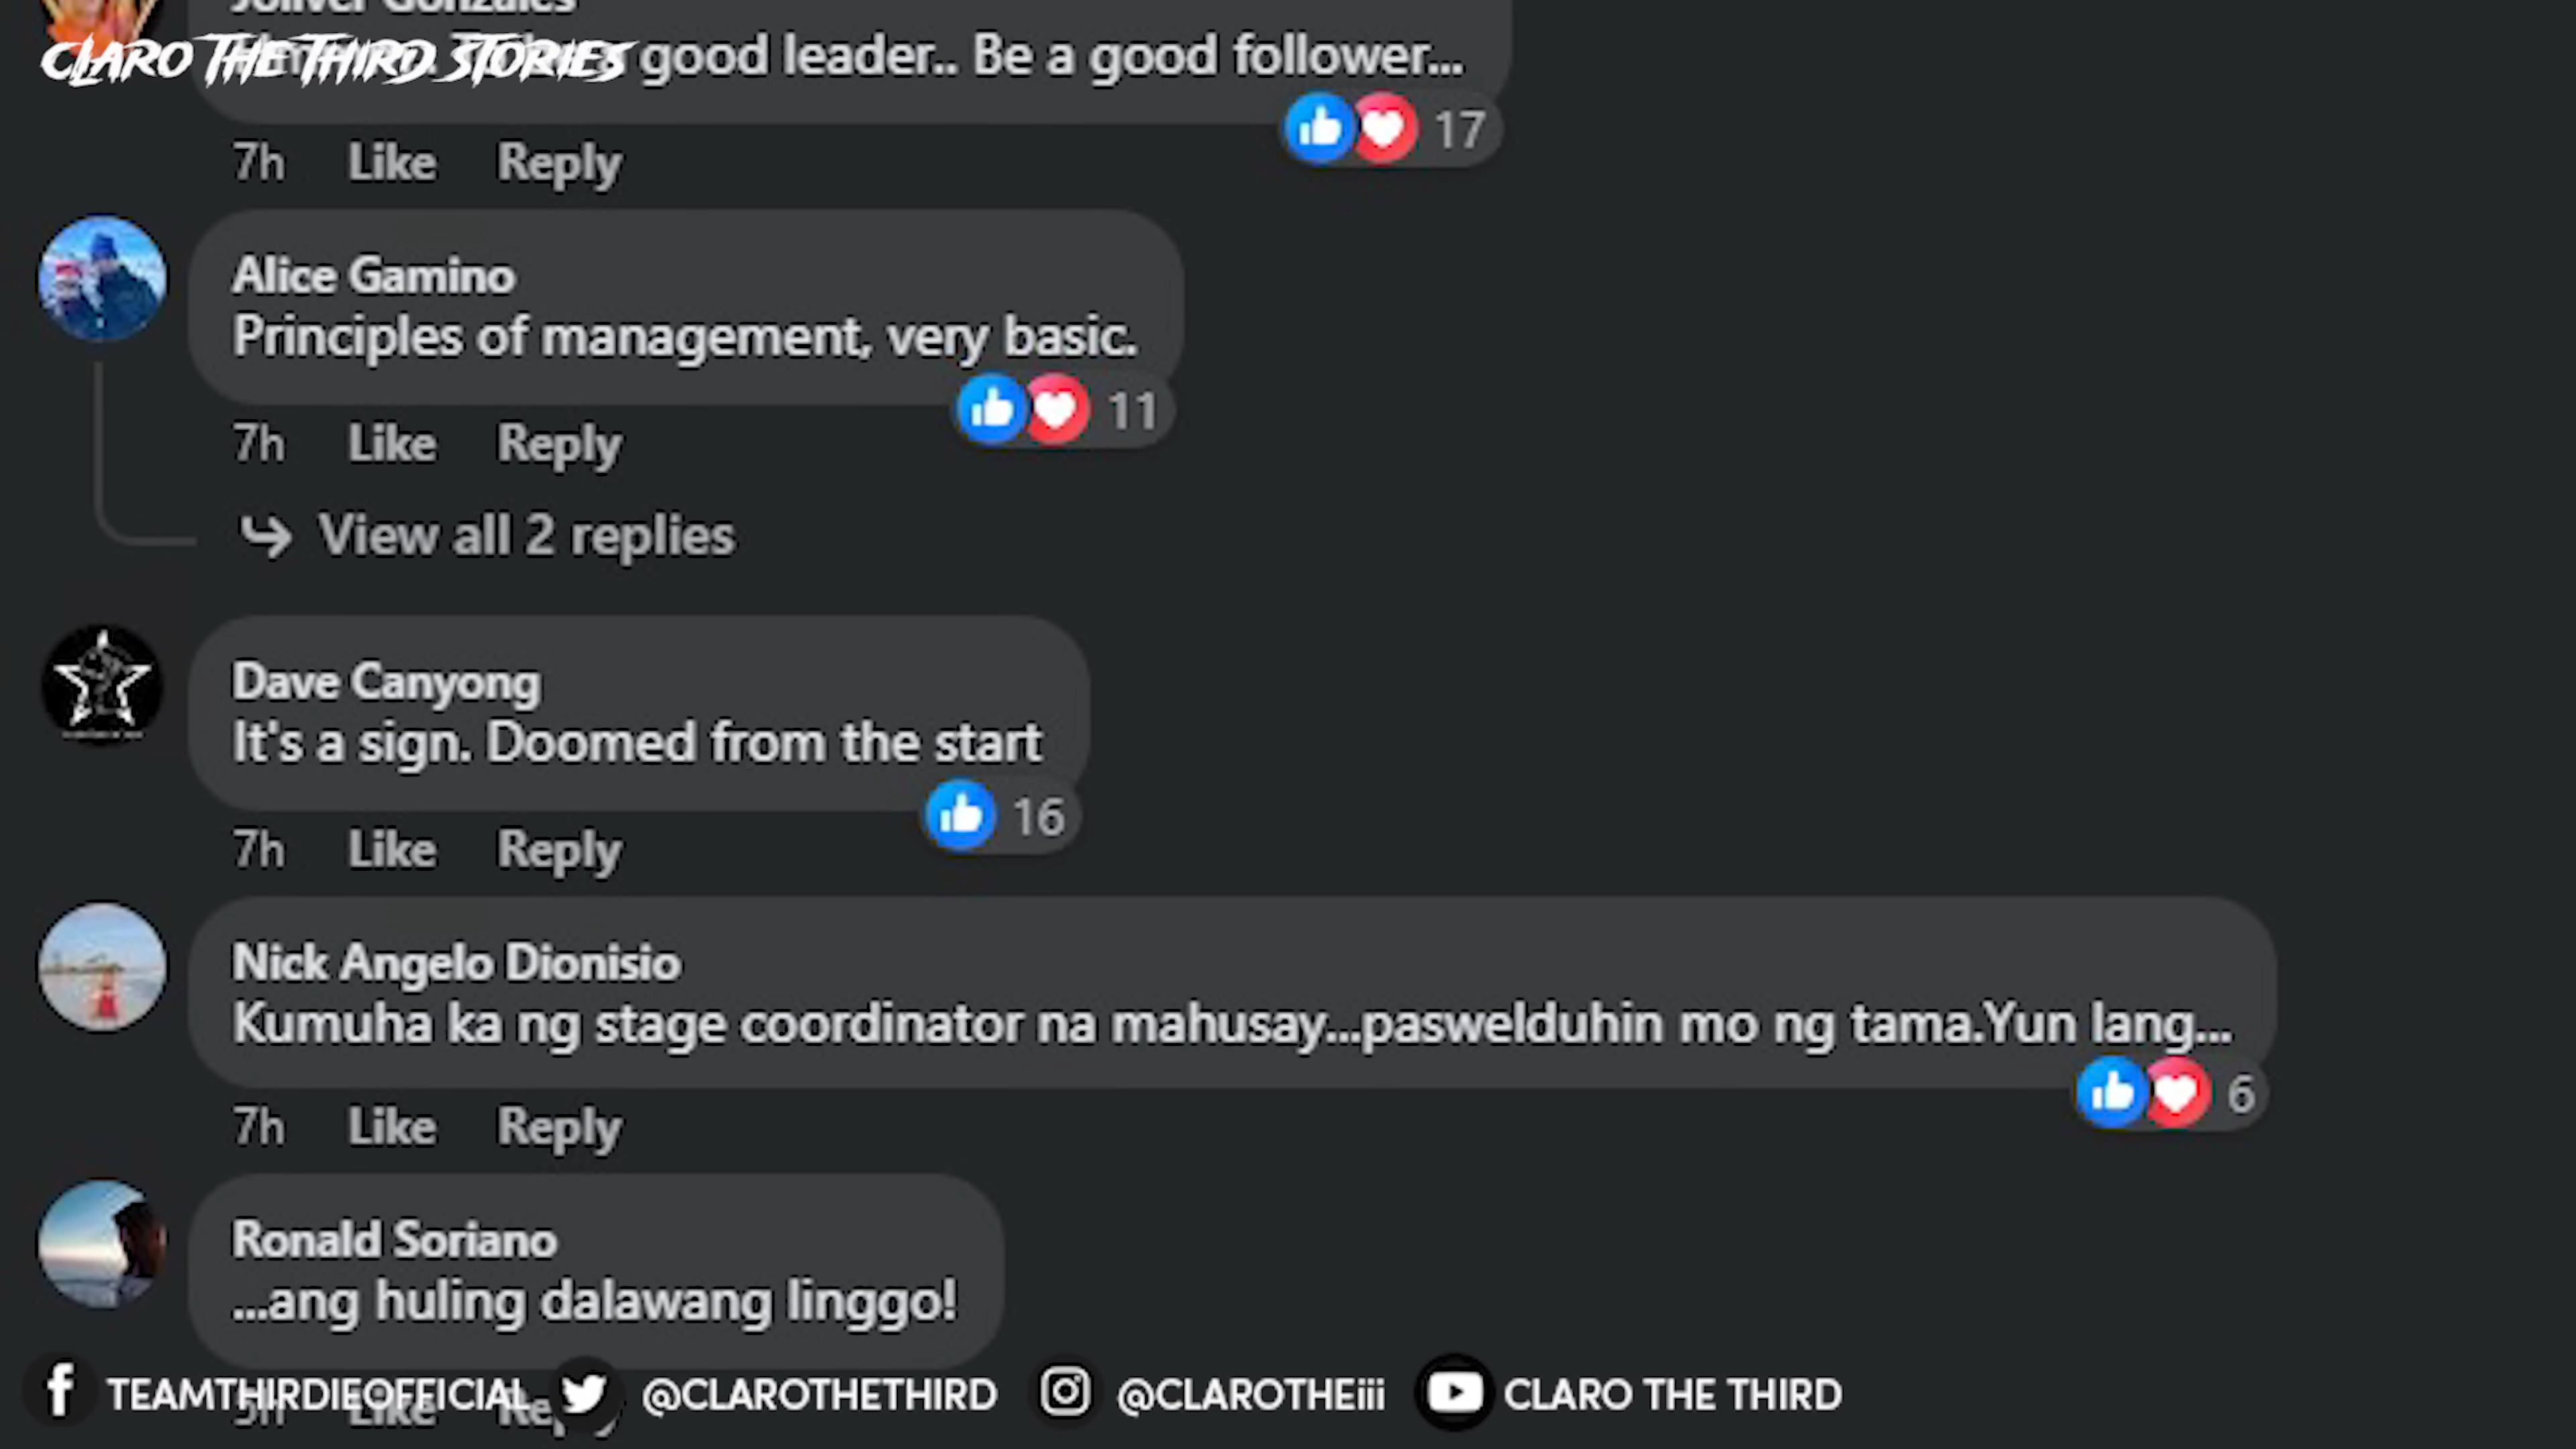 Joliver Gonzales
CLARO THE THIRD STORIES
good leader.. Be a good follower...
17
7h Like Reply
Alice Gamino
Principles of management, very basic.
11
7h Like Reply
View all 2 replies
Dave Canyong
It's a sign. Doomed from the start
16
7h Like Reply
Nick Angelo Dionisio
Kumuha ka ng stage coordinator na mahusay...paswelduhin mo ng tama.Yun lang...
6
7h Like Reply
Ronald Soriano
...ang huling dalawang linggo!
Like
TEAMTHIRDIEOFFICIAL @CLAROTHETHIRD @CLAROTHEiii CLARO THE THIRD